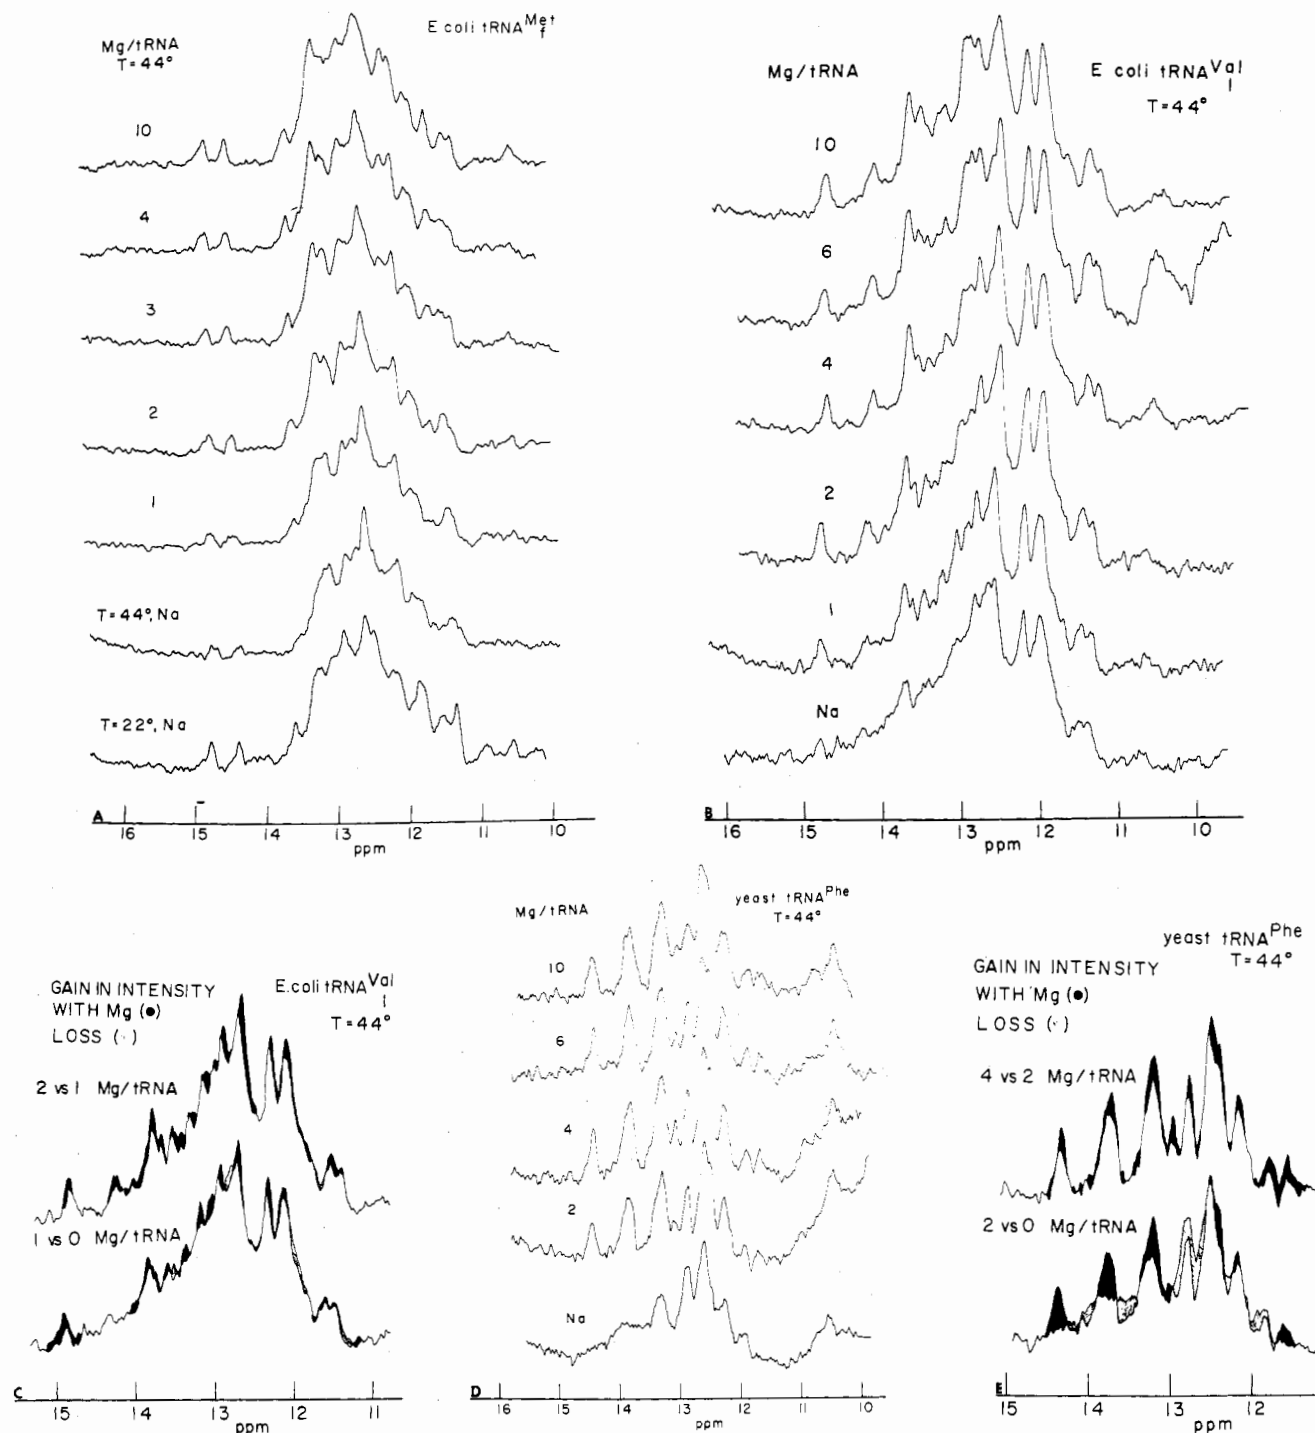 Mg/tRNA
T=44°
E coli tRNA Met f
10
4
3
2
1
T=44°, Na
T=22°, Na
A
16 15 14 13 12 11 10
ppm
Mg/tRNA
E coli tRNA Val 1
T=44°
10
6
4
2
1
Na
B
16 15 14 13 12 11 10
ppm
GAIN IN INTENSITY
WITH Mg (●)
LOSS ( )
E.coli tRNA Val 1
T=44°
2 vs 1 Mg/tRNA
1 vs 0 Mg/tRNA
C
15 14 13 12 11
ppm
Mg/tRNA
yeast tRNA Phe
T=44°
10
6
4
2
Na
D
16 15 14 13 12 11 10
ppm
yeast tRNA Phe
T=44°
GAIN IN INTENSITY
WITH Mg (●)
LOSS ( )
4 vs 2 Mg/tRNA
2 vs 0 Mg/tRNA
E
15 14 13 12
ppm